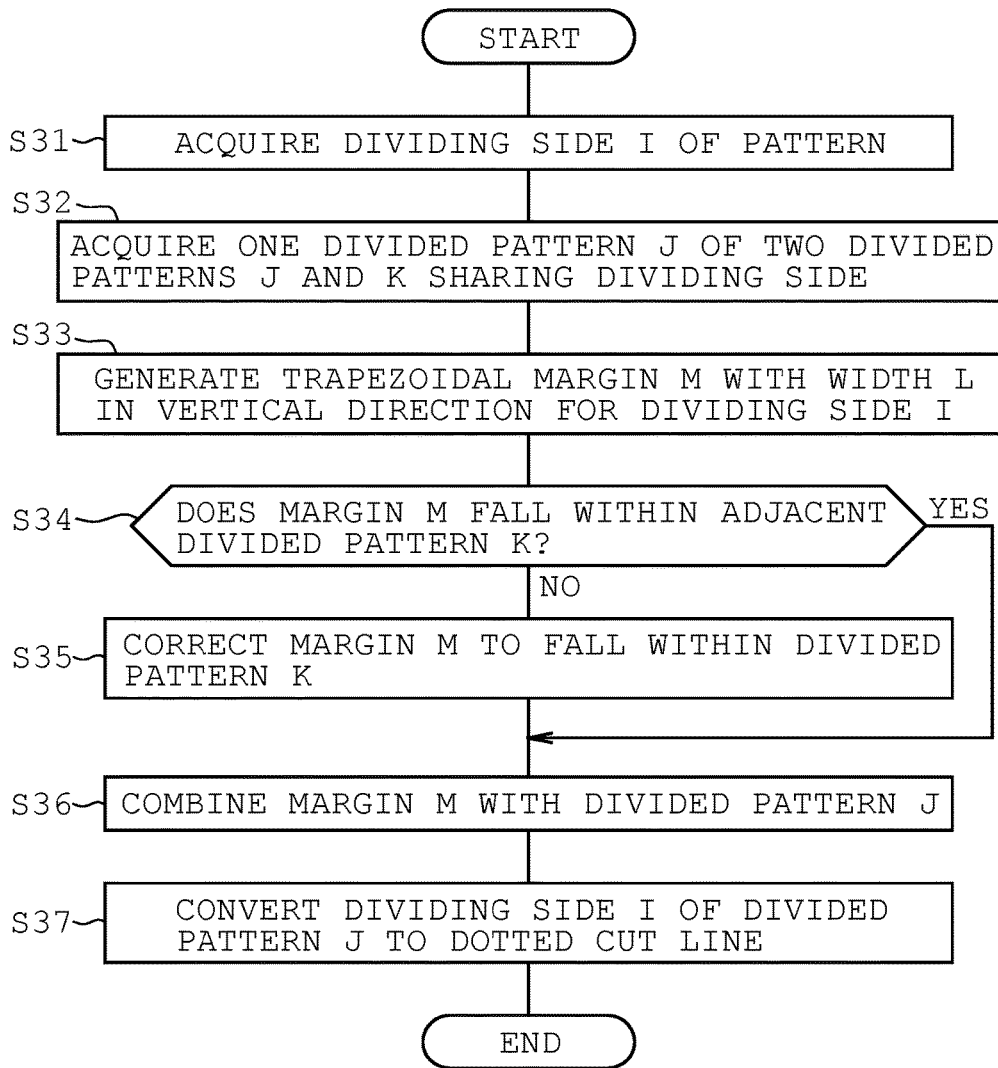 START
S31
ACQUIRE DIVIDING SIDE I OF PATTERN
S32
ACQUIRE ONE DIVIDED PATTERN J OF TWO DIVIDED
PATTERNS J AND K SHARING DIVIDING SIDE
S33
GENERATE TRAPEZOIDAL MARGIN M WITH WIDTH L
IN VERTICAL DIRECTION FOR DIVIDING SIDE I
S34
DOES MARGIN M FALL WITHIN ADJACENT
DIVIDED PATTERN K?
YES
NO
S35
CORRECT MARGIN M TO FALL WITHIN DIVIDED
PATTERN K
S36
COMBINE MARGIN M WITH DIVIDED PATTERN J
S37
CONVERT DIVIDING SIDE I OF DIVIDED
PATTERN J TO DOTTED CUT LINE
END